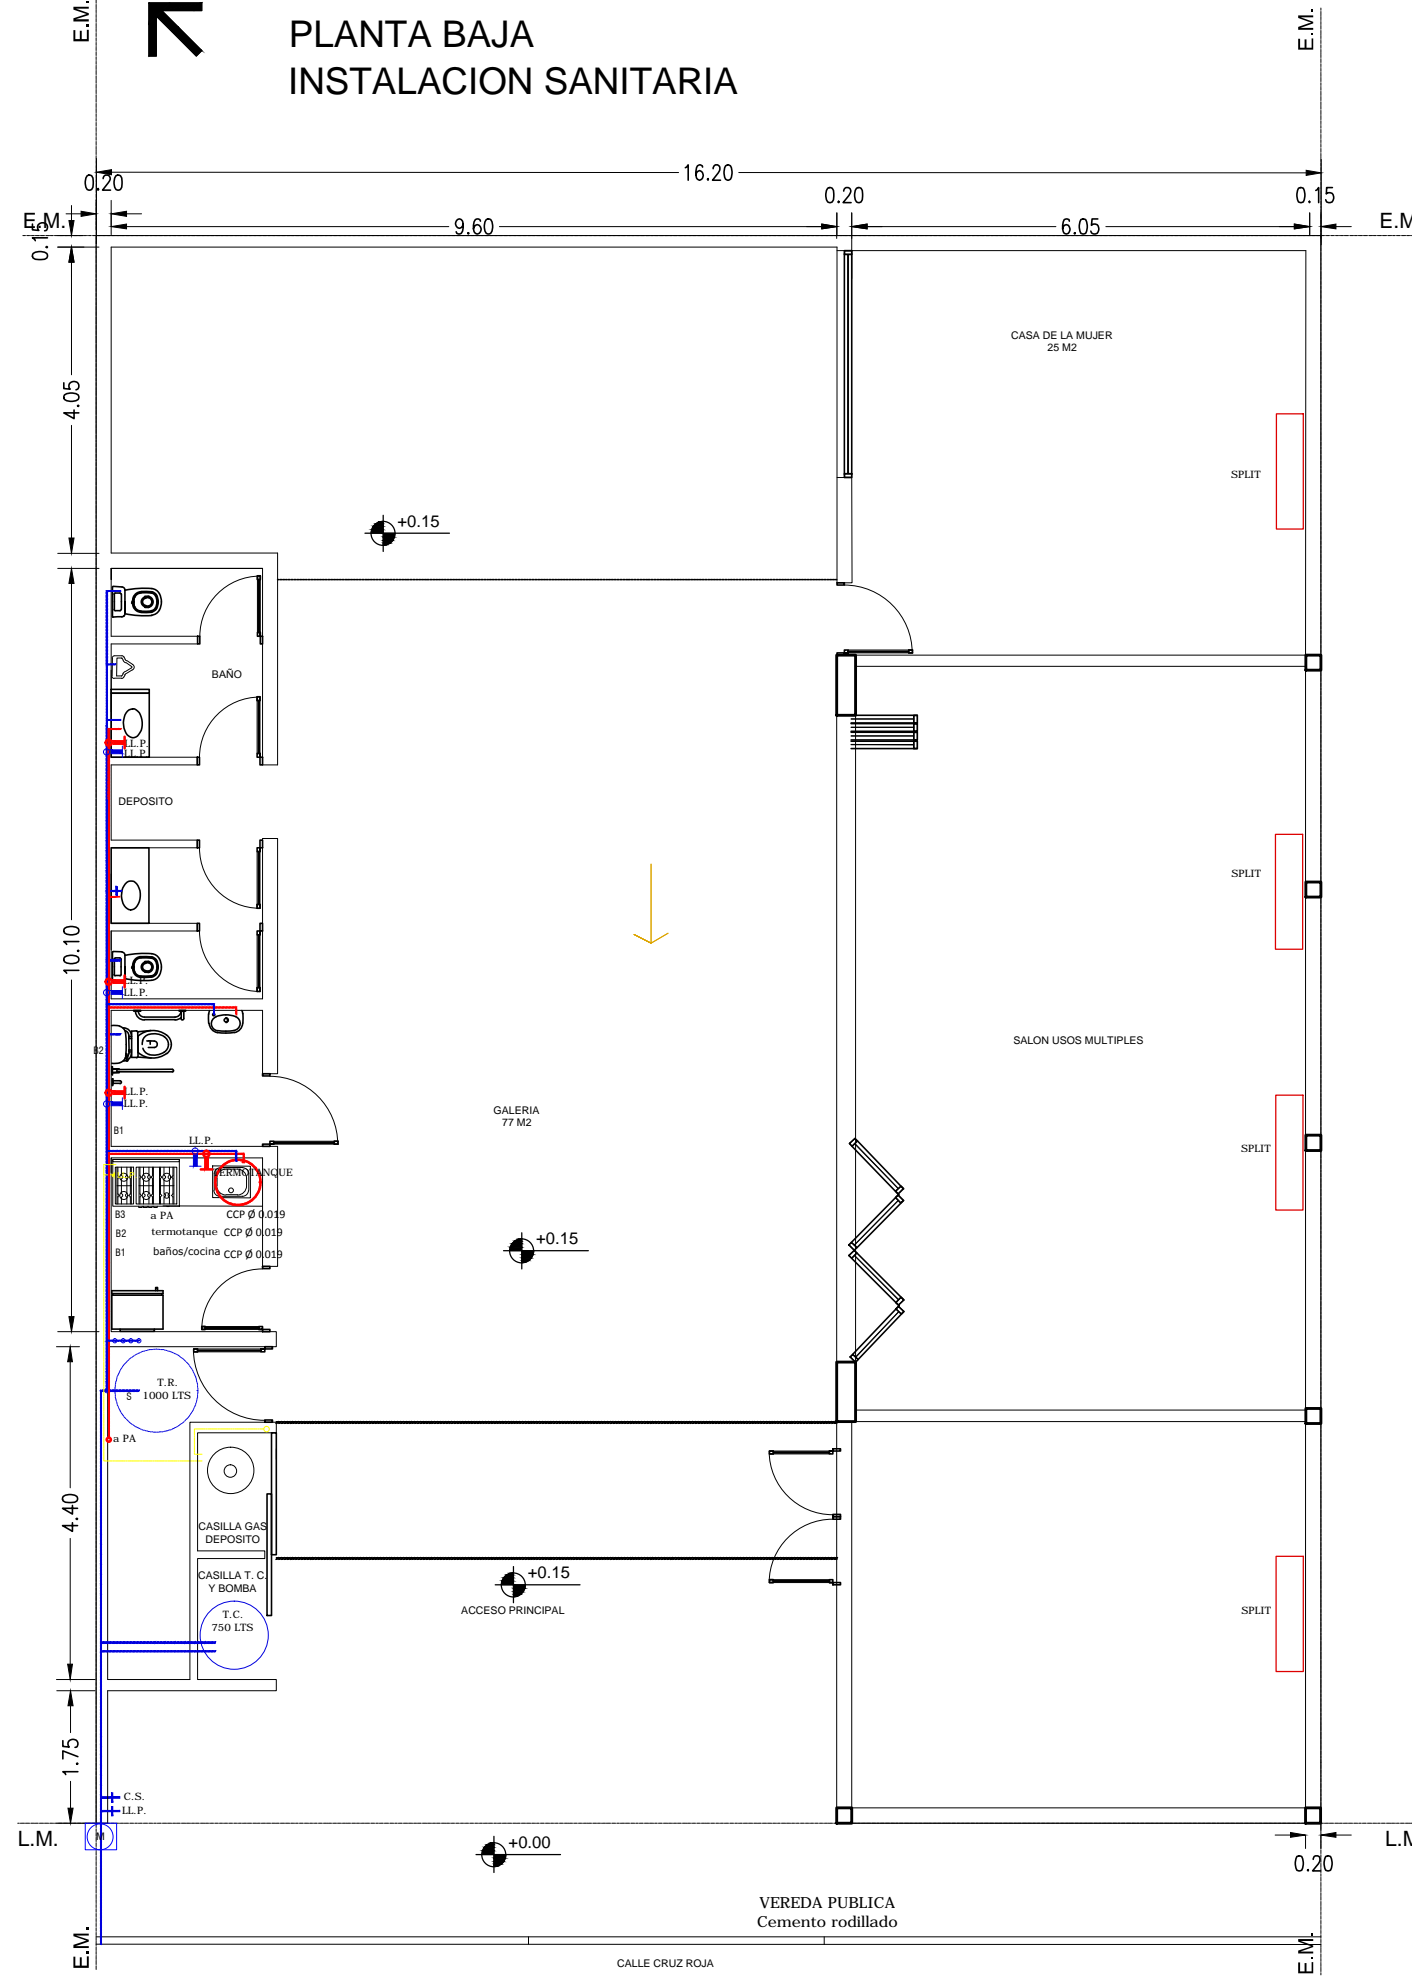 E.M.
E.M.
PLANTA BAJA
INSTALACION SANITARIA
16.20
0.20
0.20
0.15
E.M.
9.60
6.05
E.M
0.15
CASA DE LA MUJER
25 M2
4.05
SPLIT
+0.15
BAÑO
LL.P.
LL.P.
DEPOSITO
SPLIT
10.10
LL.P.
LL.P.
B2
SALON USOS MULTIPLES
LL.P.
LL.P.
GALERIA
77 M2
B1
LL.P.
SPLIT
TERMOTANQUE
B3 a PA CCP Ø 0.019
B2 termotanque CCP Ø 0.019
B1 baños/cocina CCP Ø 0.019
+0.15
T.R.
S 1000 LTS
a PA
4.40
CASILLA GAS
DEPOSITO
CASILLA T. C.
Y BOMBA
+0.15
ACCESO PRINCIPAL
T.C.
750 LTS
SPLIT
1.75
C.S.
LL.P.
M
L.M.
L.M
+0.00
0.20
VEREDA PUBLICA
Cemento rodillado
E.M.
E.M.
CALLE CRUZ ROJA